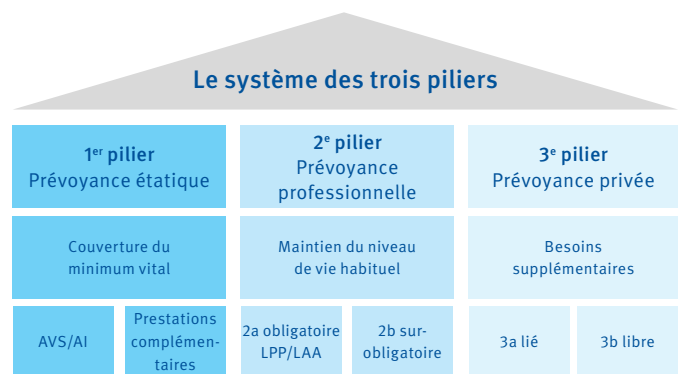 Le système des trois piliers
1er pilier
Prévoyance étatique
2e pilier
Prévoyance
professionnelle
3e pilier
Prévoyance privée
Couverture du
minimum vital
Maintien du niveau
de vie habituel
Besoins
supplémentaires
AVS/AI
Prestations
complémen-
taires
2a obligatoire
LPP/LAA
2b sur-
obligatoire
3a lié
3b libre